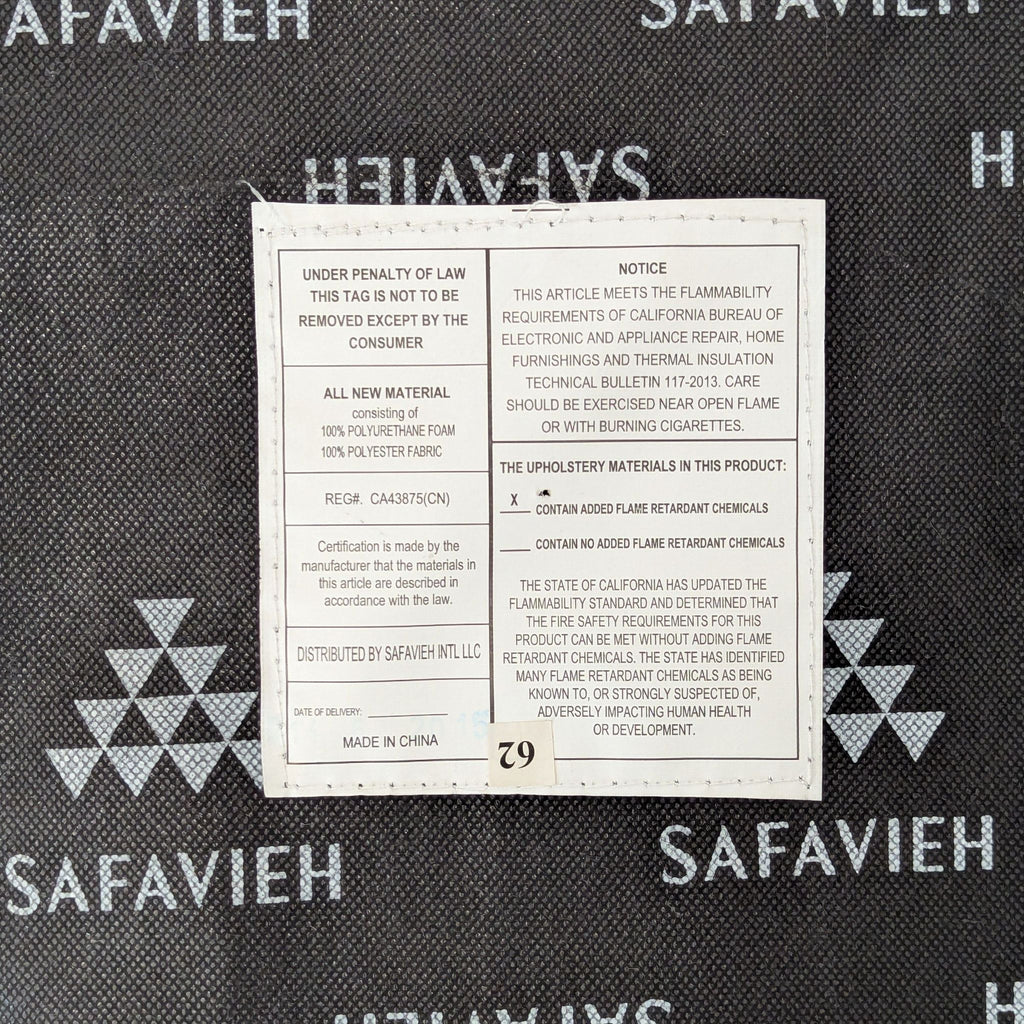 AFAVIEH
SAFAVIEH
SAFAVIEH
H
UNDER PENALTY OF LAW
THIS TAG IS NOT TO BE
REMOVED EXCEPT BY THE
CONSUMER
ALL NEW MATERIAL
consisting of
100% POLYURETHANE FOAM
100% POLYESTER FABRIC
REG#. CA43875(CN)
Certification is made by the
manufacturer that the materials in
this article are described in
accordance with the law.
DISTRIBUTED BY SAFAVIEH INTL LLC
DATE OF DELIVERY: ________
MADE IN CHINA
NOTICE
THIS ARTICLE MEETS THE FLAMMABILITY
REQUIREMENTS OF CALIFORNIA BUREAU OF
ELECTRONIC AND APPLIANCE REPAIR, HOME
FURNISHINGS AND THERMAL INSULATION
TECHNICAL BULLETIN 117-2013. CARE
SHOULD BE EXERCISED NEAR OPEN FLAME
OR WITH BURNING CIGARETTES.
THE UPHOLSTERY MATERIALS IN THIS PRODUCT:
X CONTAIN ADDED FLAME RETARDANT CHEMICALS
____ CONTAIN NO ADDED FLAME RETARDANT CHEMICALS
THE STATE OF CALIFORNIA HAS UPDATED THE
FLAMMABILITY STANDARD AND DETERMINED THAT
THE FIRE SAFETY REQUIREMENTS FOR THIS
PRODUCT CAN BE MET WITHOUT ADDING FLAME
RETARDANT CHEMICALS. THE STATE HAS IDENTIFIED
MANY FLAME RETARDANT CHEMICALS AS BEING
KNOWN TO, OR STRONGLY SUSPECTED OF,
ADVERSELY IMPACTING HUMAN HEALTH
OR DEVELOPMENT.
62
SAFAVIEH
SAFAVIEH
SAFAVIEH
H